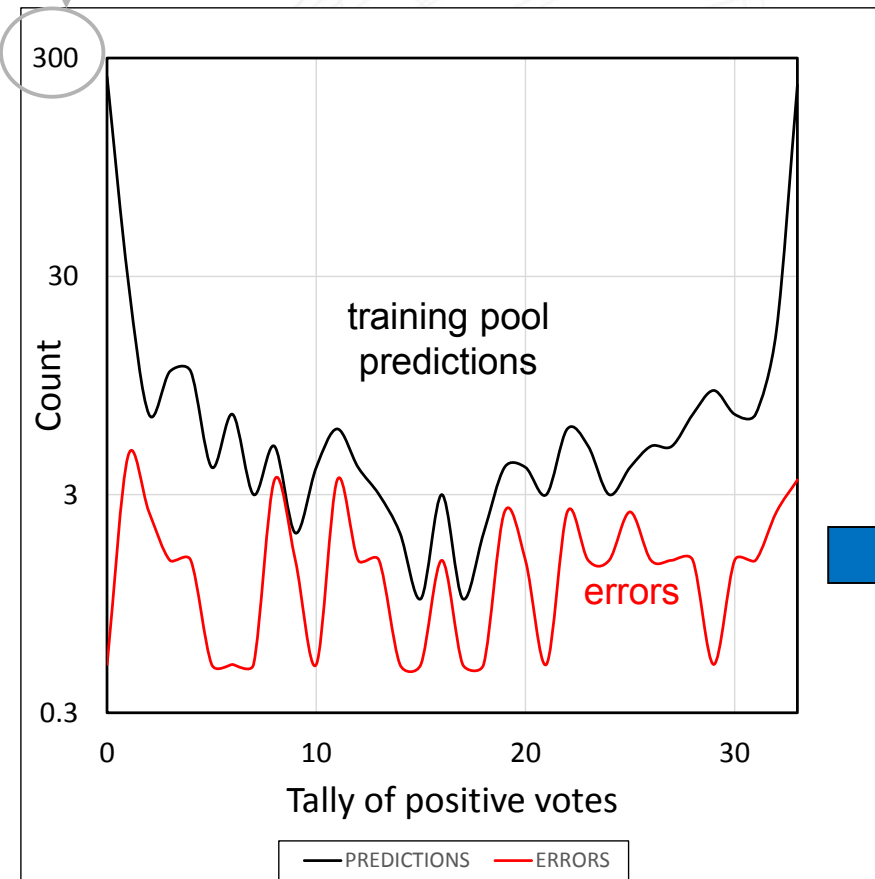 300
30
3
0.3
Count
training pool
predictions
errors
0 10 20 30
Tally of positive votes
PREDICTIONS ERRORS